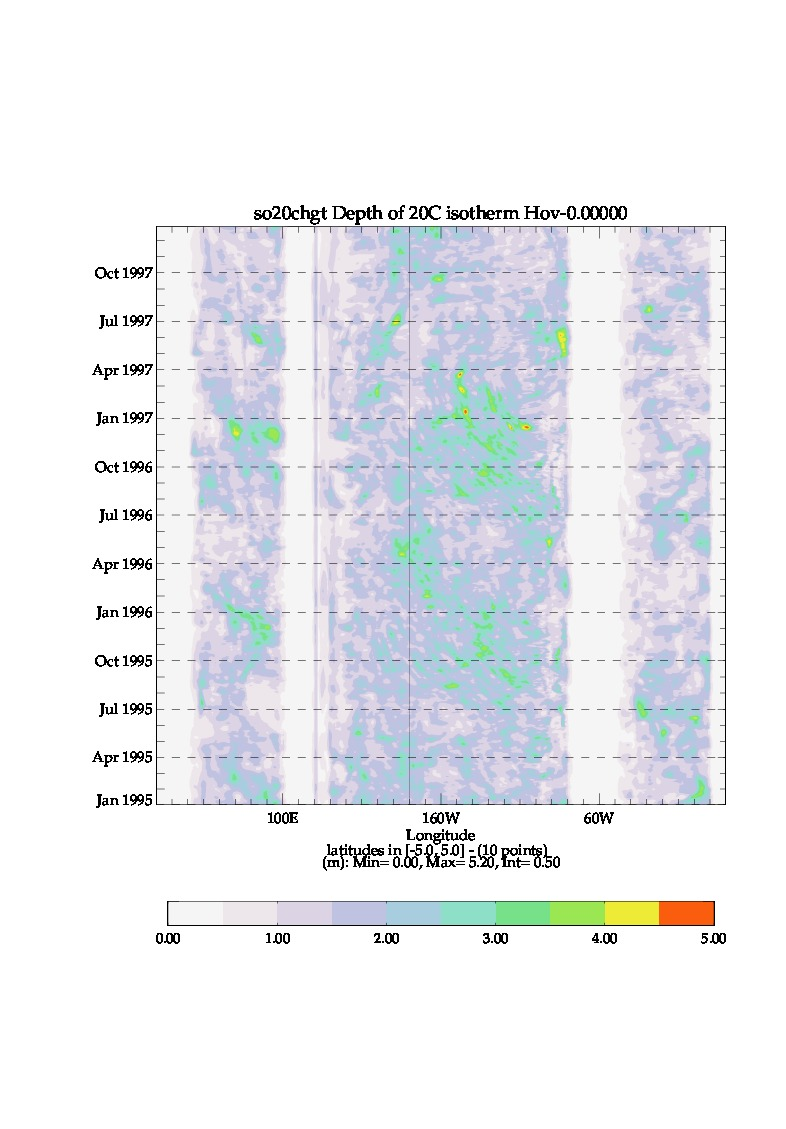 so20chgt Depth of 20C isotherm Hov-0.00000
Oct 1997
Jul 1997
Apr 1997
Jan 1997
Oct 1996
Jul 1996
Apr 1996
Jan 1996
Oct 1995
Jul 1995
Apr 1995
Jan 1995
100E 160W 60W
Longitude
latitudes in [-5.0, 5.0] - (10 points)
(m): Min= 0.00, Max= 5.20, Int= 0.50
0.00 1.00 2.00 3.00 4.00 5.00